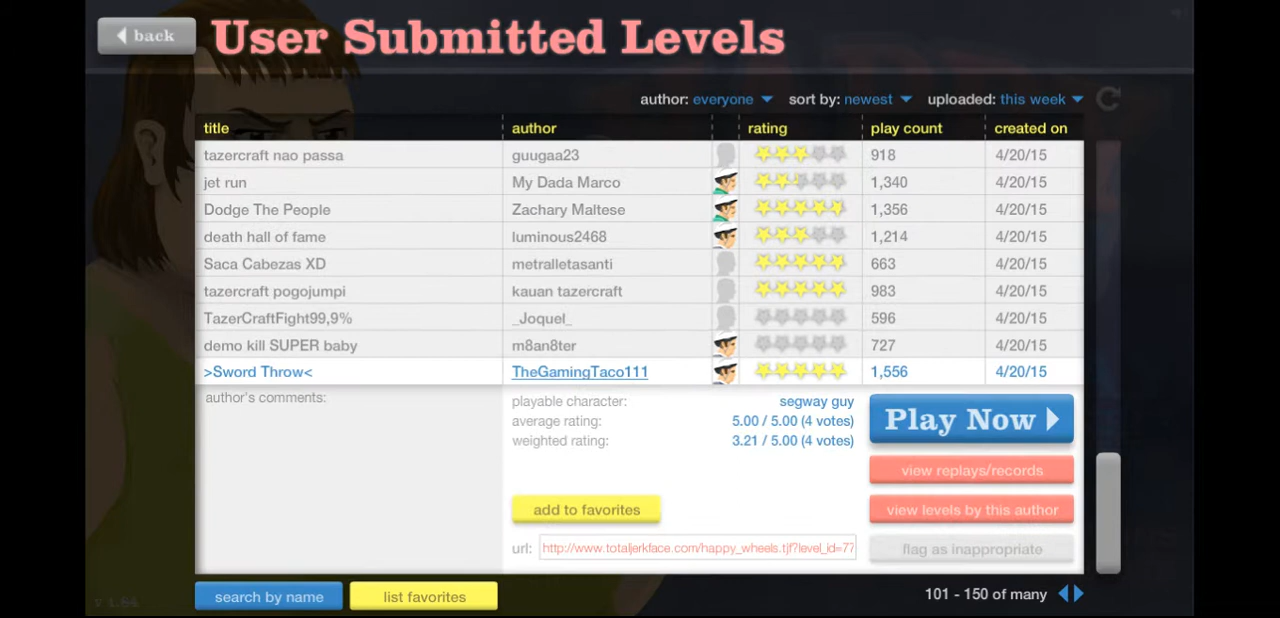 back
User Submitted Levels
author: everyone sort by: newest uploaded: this week
title author rating play count created on
tazercraft nao passa guugaa23 918 4/20/15
jet run My Dada Marco 1,340 4/20/15
Dodge The People Zachary Maltese 1,356 4/20/15
death hall of fame luminous2468 1,214 4/20/15
Saca Cabezas XD metralletasanti 663 4/20/15
tazercraft pogojumpi kauan tazercraft 983 4/20/15
TazerCraftFight99,9% _Joquel_ 596 4/20/15
demo kill SUPER baby m8an8ter 727 4/20/15
>Sword Throw< TheGamingTaco111 1,556 4/20/15
author's comments:
playable character: segway guy
average rating: 5.00 / 5.00 (4 votes)
weighted rating: 3.21 / 5.00 (4 votes)
Play Now
view replays/records
add to favorites
view levels by this author
url: http://www.totaljerkface.com/happy_wheels.tjf?level_id=77
flag as inappropriate
search by name
list favorites
101 - 150 of many
v 1.84